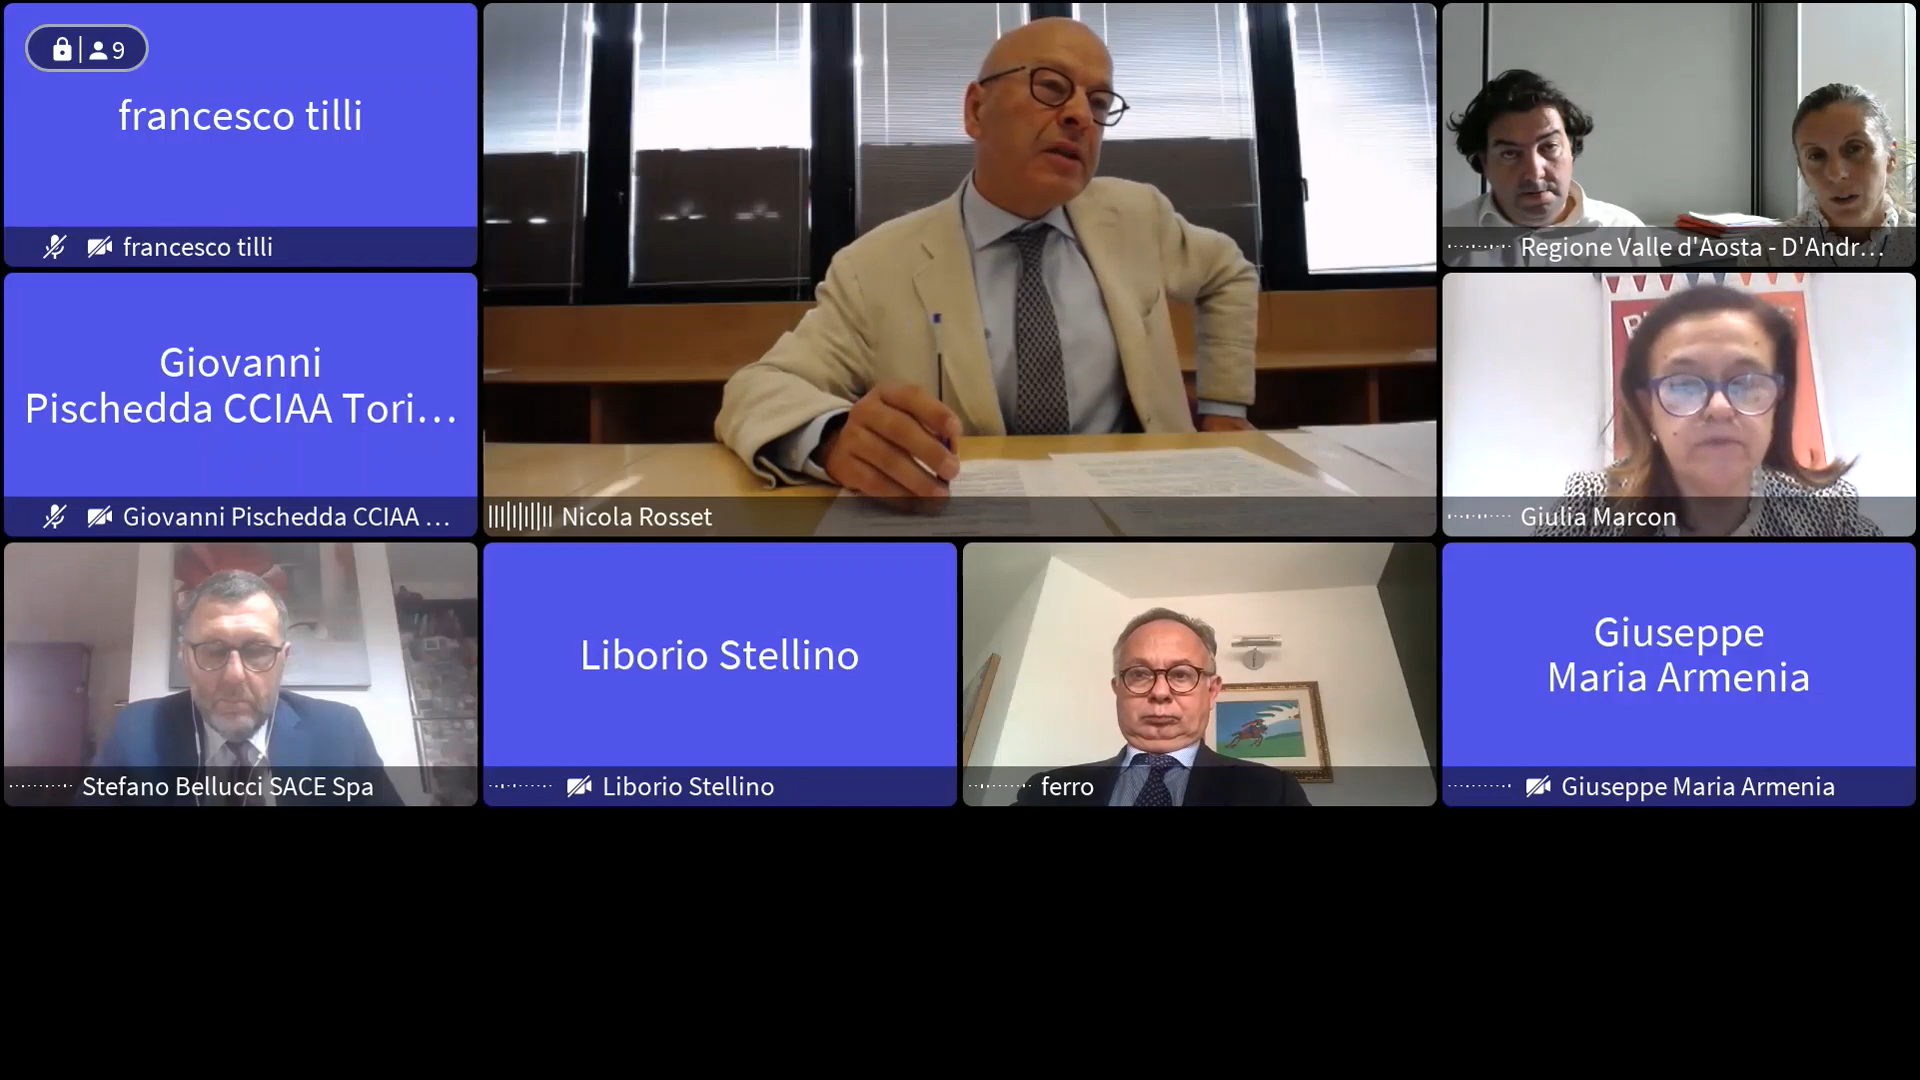 9
francesco tilli
francesco tilli
Nicola Rosset
Regione Valle d'Aosta - D'Andr...
Giovanni
Pischedda CCIAA Tori...
Giovanni Pischedda CCIAA ...
Giulia Marcon
Stefano Bellucci SACE Spa
Liborio Stellino
Liborio Stellino
ferro
Giuseppe
Maria Armenia
Giuseppe Maria Armenia